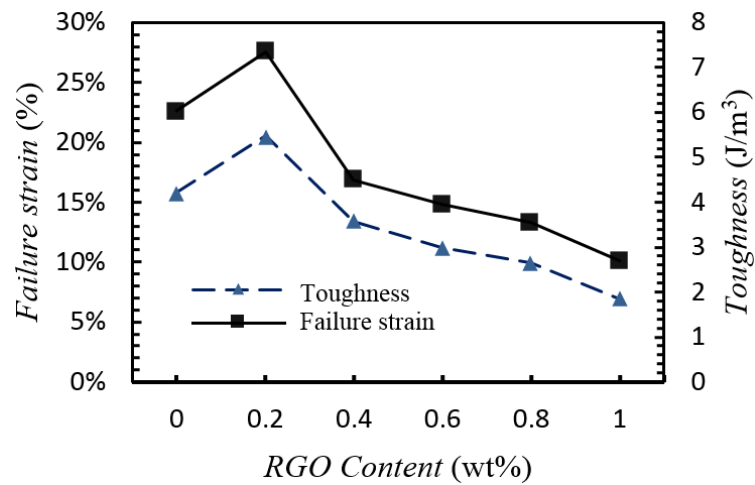 30%
25%
20%
15%
10%
5%
0%
Failure strain (%)
8
7
6
5
4
3
2
1
0
Toughness (J/m³)
Toughness
Failure strain
0 0.2 0.4 0.6 0.8 1
RGO Content (wt%)